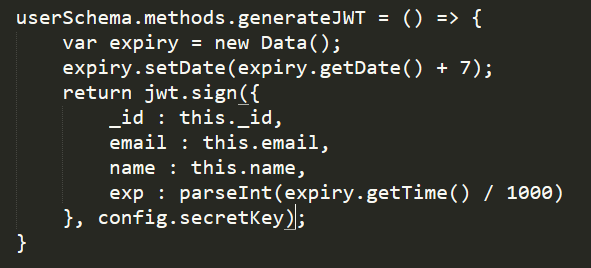 userSchema.methods.generateJWT = () => {
    var expiry = new Data();
    expiry.setDate(expiry.getDate() + 7);
    return jwt.sign({
        _id : this._id,
        email : this.email,
        name : this.name,
        exp : parseInt(expiry.getTime() / 1000)
    }, config.secretKey);
}